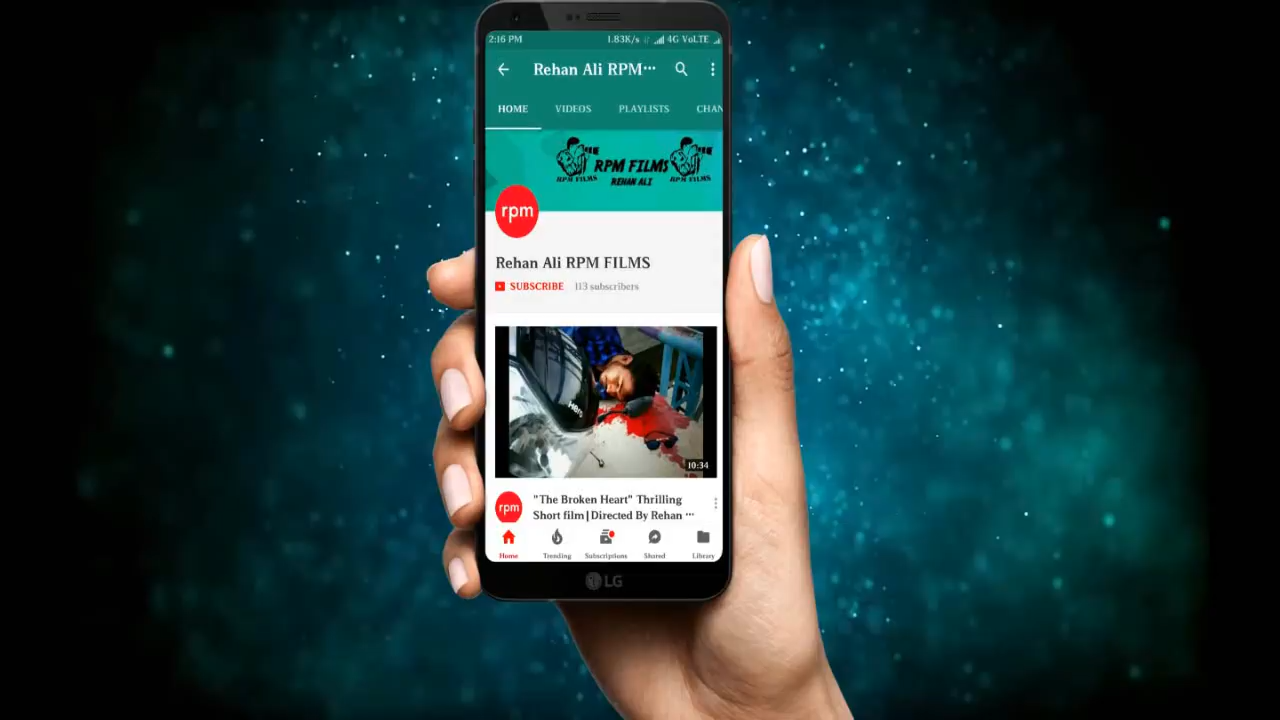 2:16 PM 1.83K/s 4G VoLTE
Rehan Ali RPM...
HOME VIDEOS PLAYLISTS CHAN
RPM FILMS
REHAN ALI
RPM FILMS RPM FILMS
rpm
Rehan Ali RPM FILMS
SUBSCRIBE 113 subscribers
Hero
10:34
rpm
"The Broken Heart" Thrilling
Short film|Directed By Rehan ...
Home Trending Subscriptions Shared Library
LG